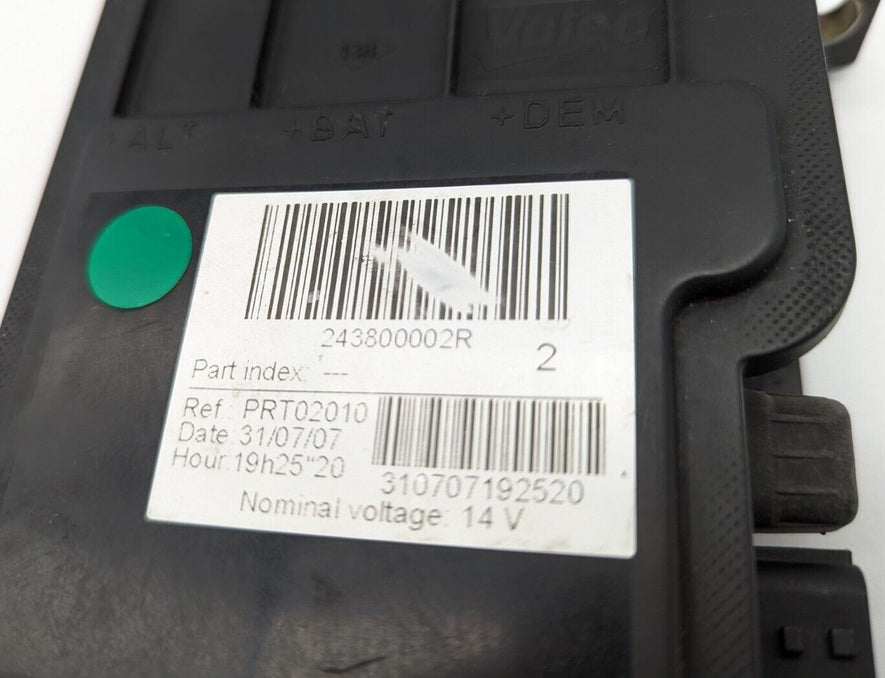 Valeo
+ALT +BAT +DEM
243800002R
2
Part index: ---
Ref.: PRT02010
Date:31/07/07
Hour:19h25"20
310707192520
Nominal voltage: 14 V